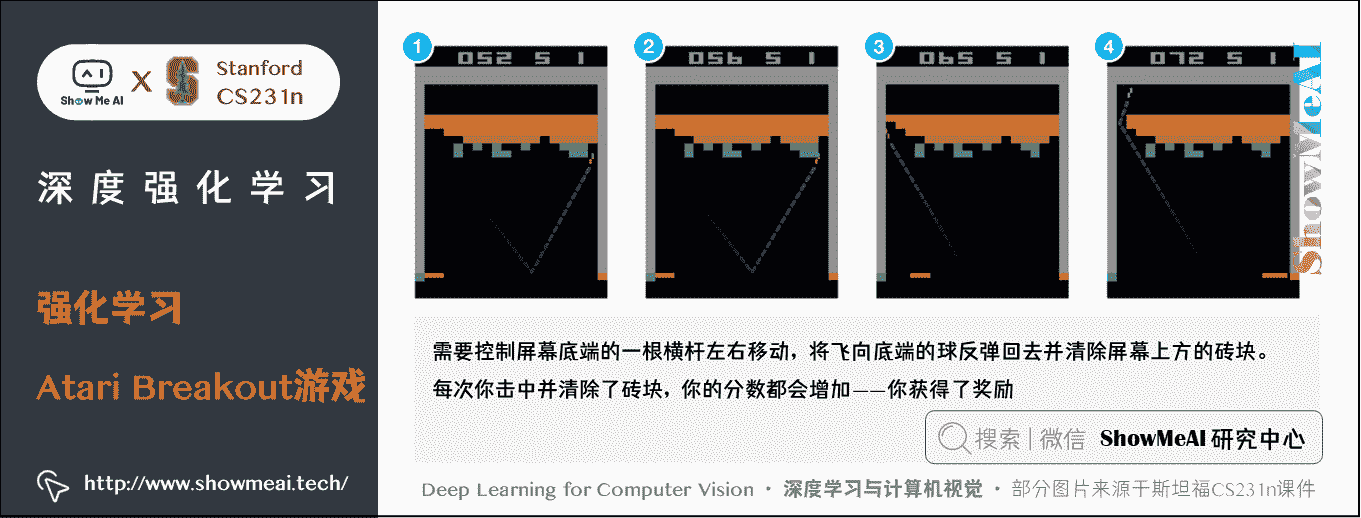 Show Me AI
X
Stanford
CS231n
深度强化学习
强化学习
Atari Breakout游戏
http://www.showmeai.tech/
1
052 5 1
2
056 5 1
3
065 5 1
4
072 5 1
ShowMeAI
需要控制屏幕底端的一根横杆左右移动，将飞向底端的球反弹回去并清除屏幕上方的砖块。
每次你击中并清除了砖块，你的分数都会增加——你获得了奖励
搜索 | 微信 ShowMeAI 研究中心
Deep Learning for Computer Vision · 深度学习与计算机视觉 · 部分图片来源于斯坦福CS231n课件